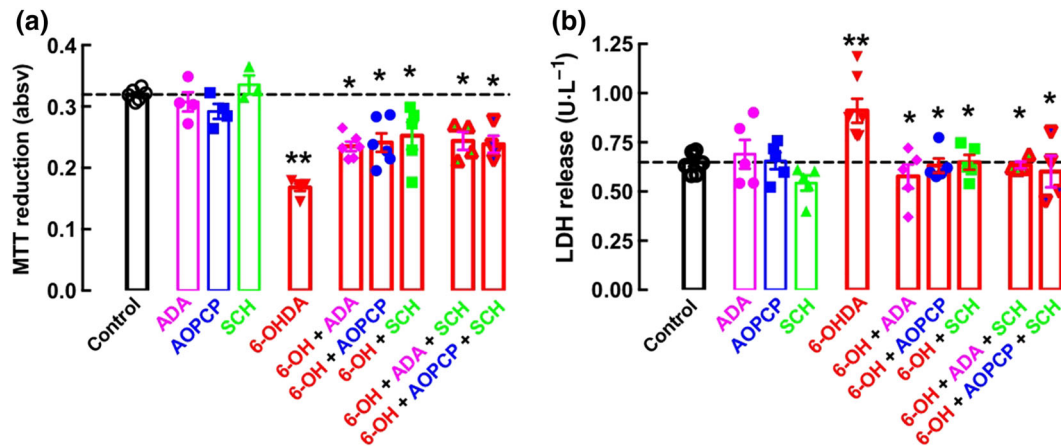 (a)
MTT reduction (absv)
0.4
0.3
0.2
0.1
0.0
**
*
*
*
*
*
Control
ADA
AOPCP
SCH
6-OHDA
6-OH + ADA
6-OH + AOPCP
6-OH + SCH
6-OH + ADA + SCH
6-OH + AOPCP + SCH
(b)
LDH release (U·L⁻¹)
1.25
1.00
0.75
0.50
0.25
0.00
**
*
*
*
*
*
Control
ADA
AOPCP
SCH
6-OHDA
6-OH + ADA
6-OH + AOPCP
6-OH + SCH
6-OH + ADA + SCH
6-OH + AOPCP + SCH